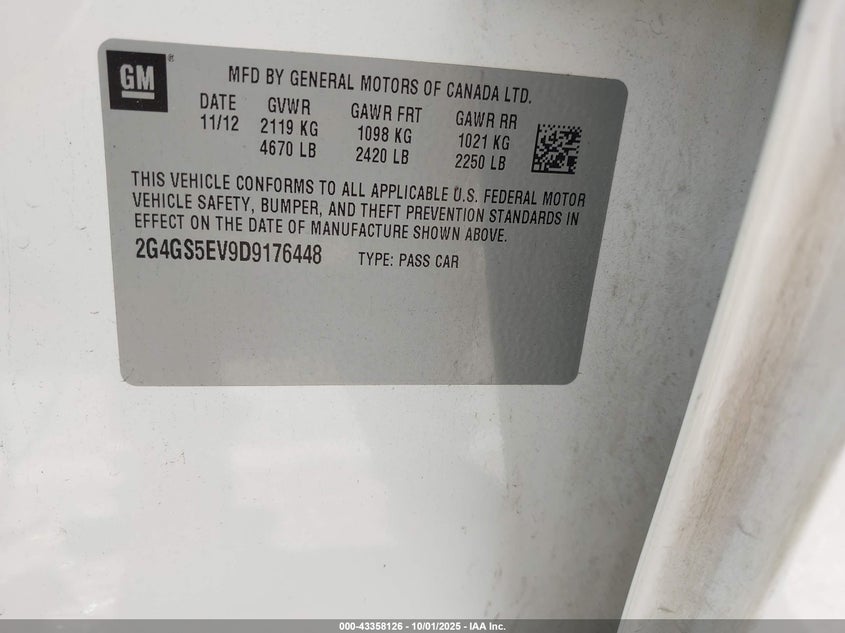 GM ®
MFD BY GENERAL MOTORS OF CANADA LTD.
DATE GVWR GAWR FRT GAWR RR
11/12 2119 KG 1098 KG 1021 KG
4670 LB 2420 LB 2250 LB
THIS VEHICLE CONFORMS TO ALL APPLICABLE U.S. FEDERAL MOTOR
VEHICLE SAFETY, BUMPER, AND THEFT PREVENTION STANDARDS IN
EFFECT ON THE DATE OF MANUFACTURE SHOWN ABOVE.
2G4GS5EV9D9176448 TYPE: PASS CAR
000-43358126 - 10/01/2025 - IAA Inc.